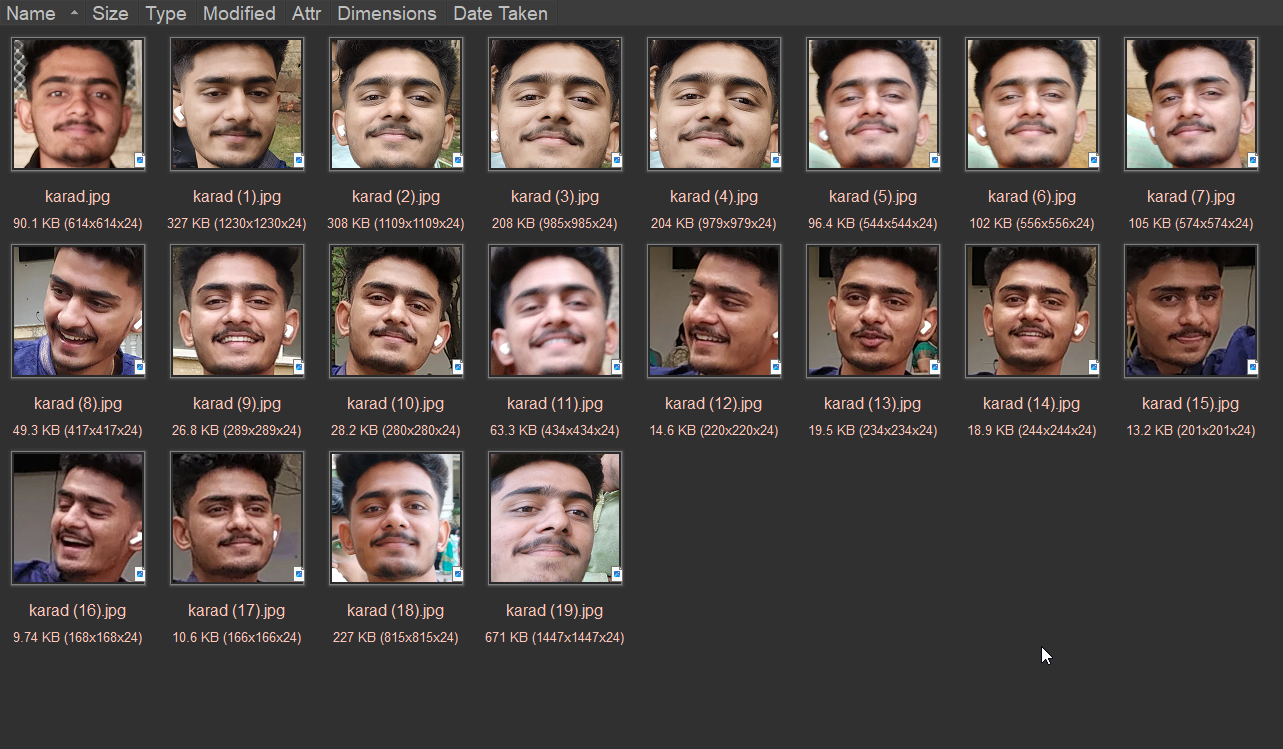 Name Size Type Modified Attr Dimensions Date Taken
karad.jpg karad (1).jpg karad (2).jpg karad (3).jpg karad (4).jpg karad (5).jpg karad (6).jpg karad (7).jpg
90.1 KB (614x614x24) 327 KB (1230x1230x24) 308 KB (1109x1109x24) 208 KB (985x985x24) 204 KB (979x979x24) 96.4 KB (544x544x24) 102 KB (556x556x24) 105 KB (574x574x24)
karad (8).jpg karad (9).jpg karad (10).jpg karad (11).jpg karad (12).jpg karad (13).jpg karad (14).jpg karad (15).jpg
49.3 KB (417x417x24) 26.8 KB (289x289x24) 28.2 KB (280x280x24) 63.3 KB (434x434x24) 14.6 KB (220x220x24) 19.5 KB (234x234x24) 18.9 KB (244x244x24) 13.2 KB (201x201x24)
karad (16).jpg karad (17).jpg karad (18).jpg karad (19).jpg
9.74 KB (168x168x24) 10.6 KB (166x166x24) 227 KB (815x815x24) 671 KB (1447x1447x24)